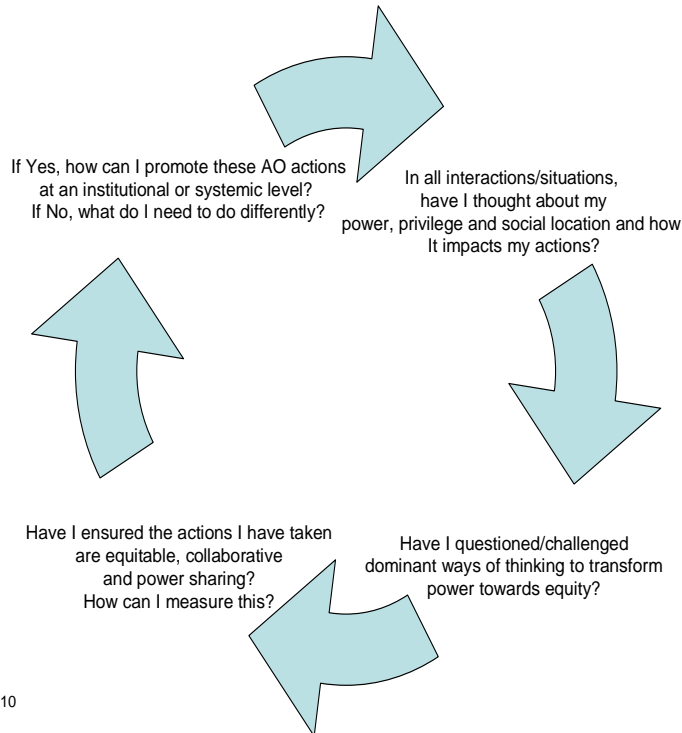 If Yes, how can I promote these AO actions
at an institutional or systemic level?
If No, what do I need to do differently?
In all interactions/situations,
have I thought about my
power, privilege and social location and how
It impacts my actions?
Have I questioned/challenged
dominant ways of thinking to transform
power towards equity?
Have I ensured the actions I have taken
are equitable, collaborative
and power sharing?
How can I measure this?
10